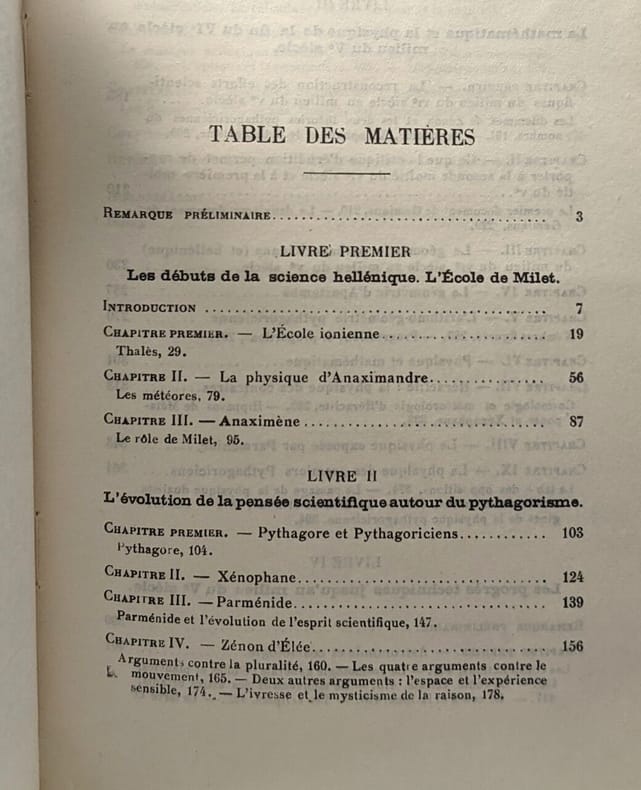 TABLE DES MATIÈRES
REMARQUE PRÉLIMINAIRE........................................ 3
LIVRE PREMIER
Les débuts de la science hellénique. L'École de Milet.
INTRODUCTION ................................................ 7
CHAPITRE PREMIER. — L'École ionienne........................ 19
Thalès, 29.
CHAPITRE II. — La physique d'Anaximandre................ 56
Les météores, 79.
CHAPITRE III. — Anaximène ................................ 87
Le rôle de Milet, 95.
LIVRE II
L'évolution de la pensée scientifique autour du pythagorisme.
CHAPITRE PREMIER. — Pythagore et Pythagoriciens............ 103
Pythagore, 104.
CHAPITRE II. — Xénophane.................................. 124
CHAPITRE III. — Parménide.................................. 139
Parménide et l'évolution de l'esprit scientifique, 147.
CHAPITRE IV. — Zénon d'Élée................................ 156
Arguments contre la pluralité, 160. — Les quatre arguments contre le
mouvement, 165. — Deux autres arguments : l'espace et l'expérience
sensible, 174. — L'ivresse et le mysticisme de la raison, 178.